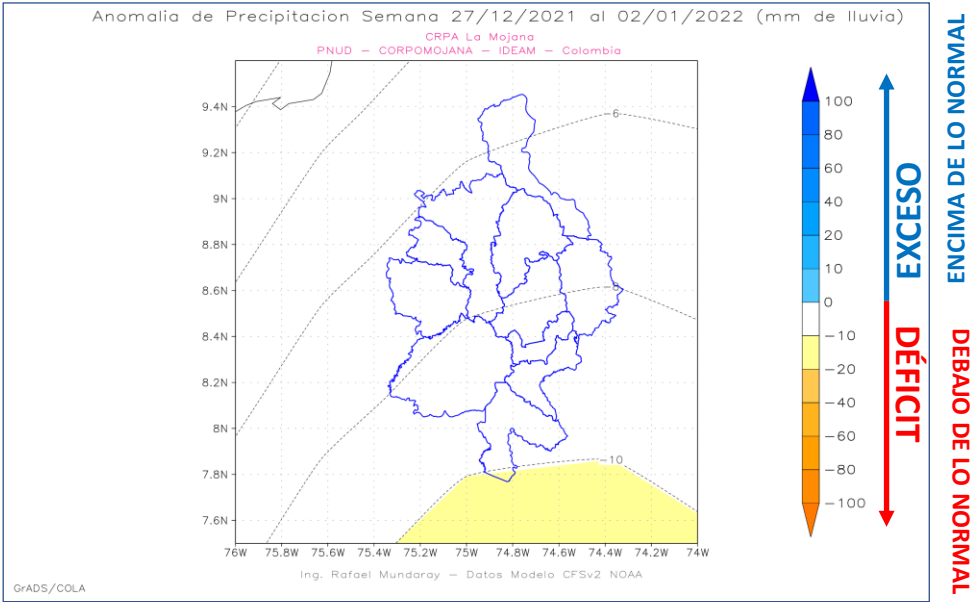 Anomalia de Precipitacion Semana 27/12/2021 al 02/01/2022 (mm de lluvia)
CRPA La Mojana
PNUD – CORPOMOJANA – IDEAM – Colombia
9.4N
9.2N
9N
8.8N
8.6N
8.4N
8.2N
8N
7.8N
7.6N
76W 75.8W 75.6W 75.4W 75.2W 75W 74.8W 74.6W 74.4W 74.2W 74W
–6
–8
–10
100
80
60
40
20
10
0
–10
–20
–40
–60
–80
–100
EXCESO
DÉFICIT
ENCIMA DE LO NORMAL
DEBAJO DE LO NORMAL
Ing. Rafael Mundaray – Datos Modelo CFSv2 NOAA
GrADS/COLA